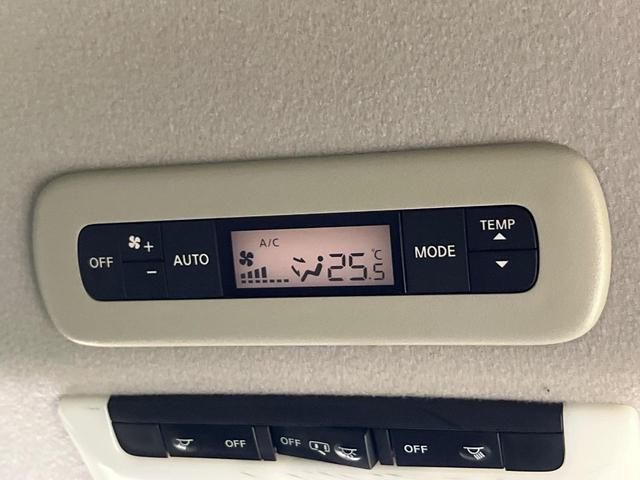 OFF + - AUTO A/C 25.5°C MODE TEMP
OFF OFF OFF